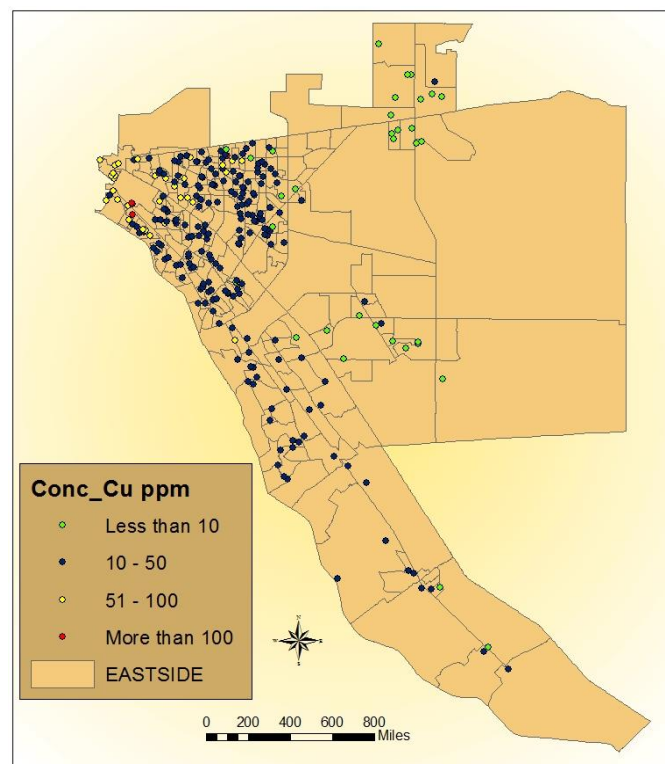 Conc_Cu ppm
Less than 10
10 - 50
51 - 100
More than 100
EASTSIDE
N
W
E
S
0 200 400 600 800
Miles